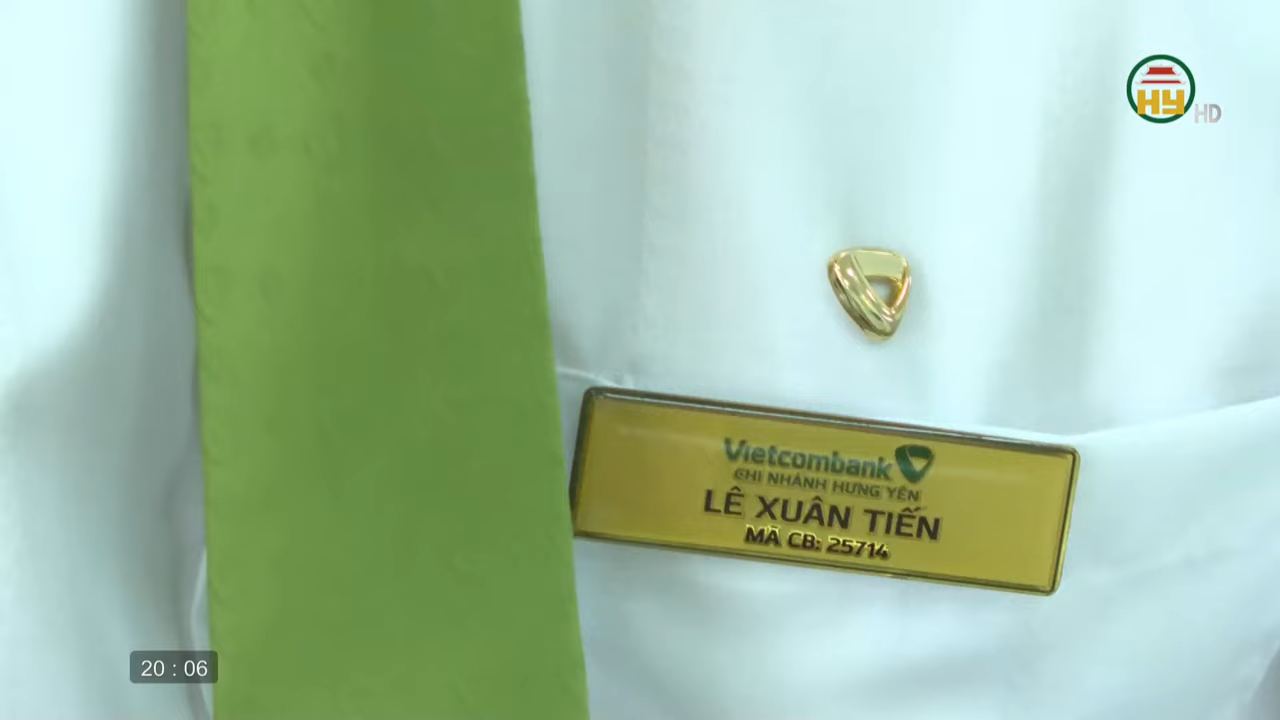 HY HD
Vietcombank
CHI NHÁNH HƯNG YÊN
LÊ XUÂN TIẾN
MÃ CB: 25714
20 : 06